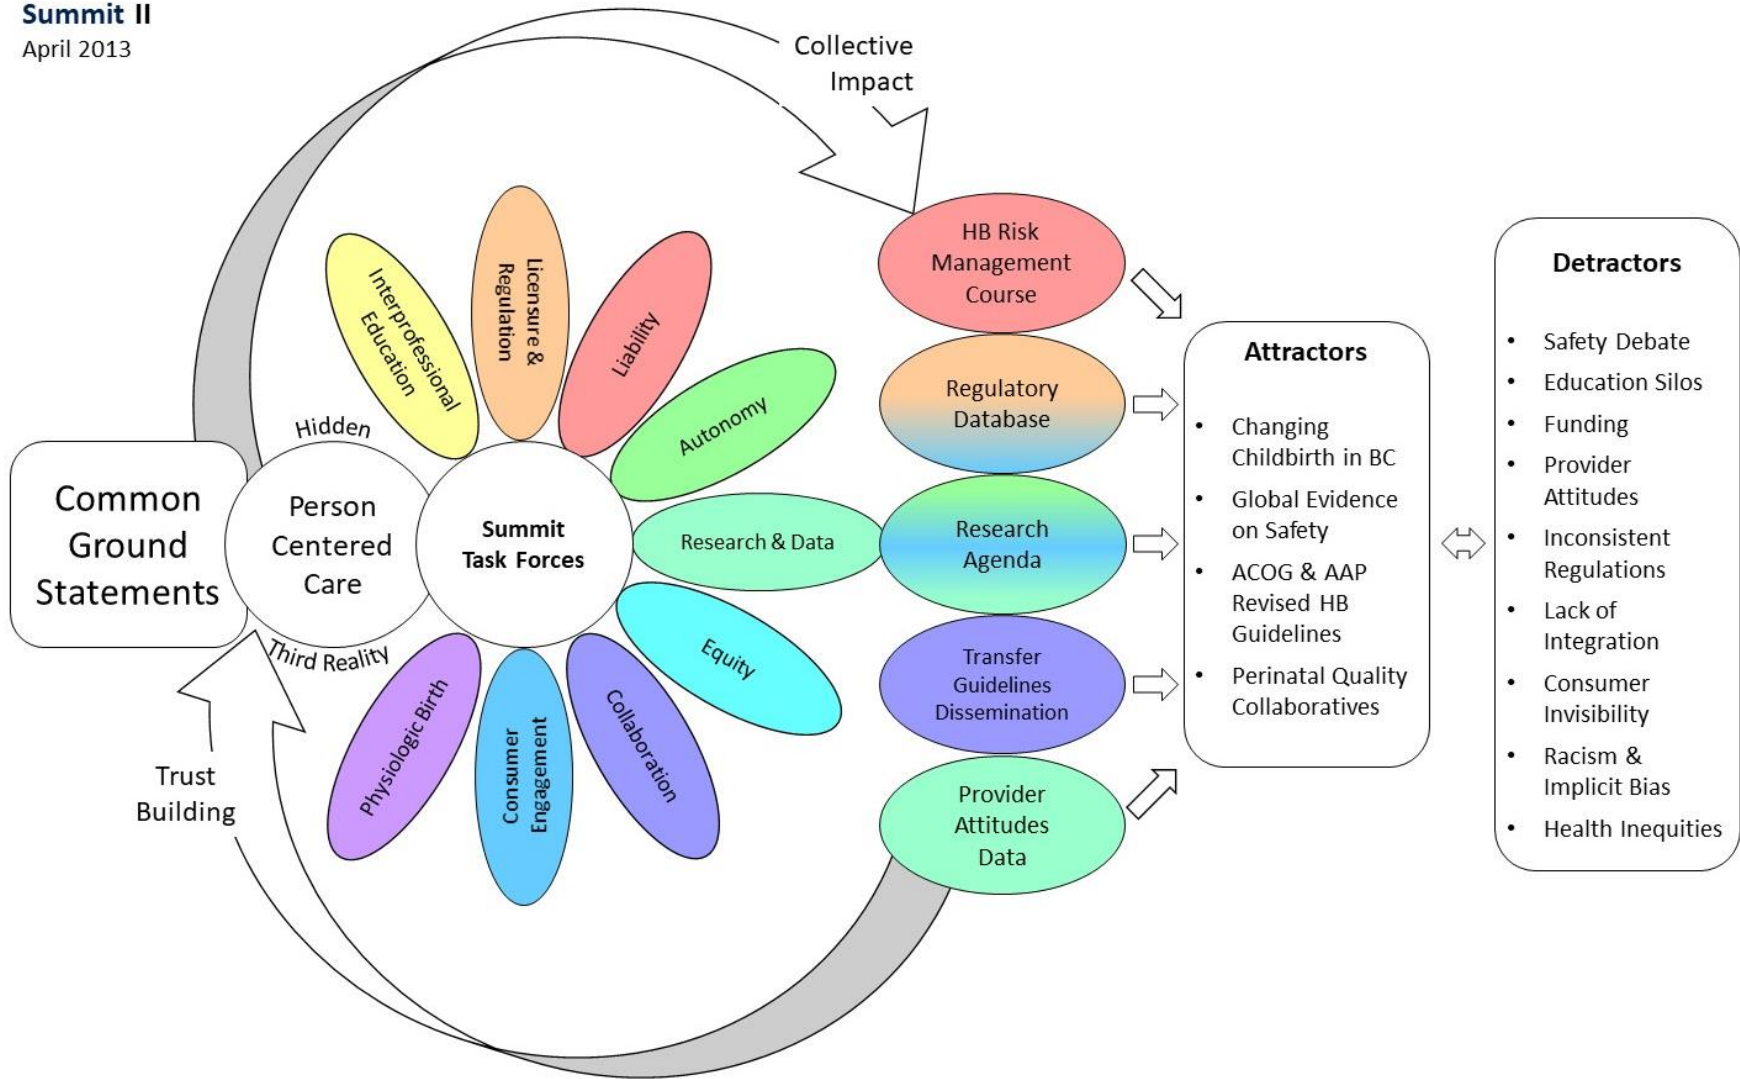 Summit II
April 2013
Collective
Impact
Interprofessional
Education
Licensure &
Regulation
Liability
Autonomy
Research & Data
Equity
Collaboration
Consumer
Engagement
Physiologic Birth
Common
Ground
Statements
Hidden
Person
Centered
Care
Third Reality
Summit
Task Forces
Trust
Building
HB Risk
Management
Course
Regulatory
Database
Research
Agenda
Transfer
Guidelines
Dissemination
Provider
Attitudes
Data
Attractors
• Changing
Childbirth in BC
• Global Evidence
on Safety
• ACOG & AAP
Revised HB
Guidelines
• Perinatal Quality
Collaboratives
Detractors
• Safety Debate
• Education Silos
• Funding
• Provider
Attitudes
• Inconsistent
Regulations
• Lack of
Integration
• Consumer
Invisibility
• Racism &
Implicit Bias
• Health Inequities